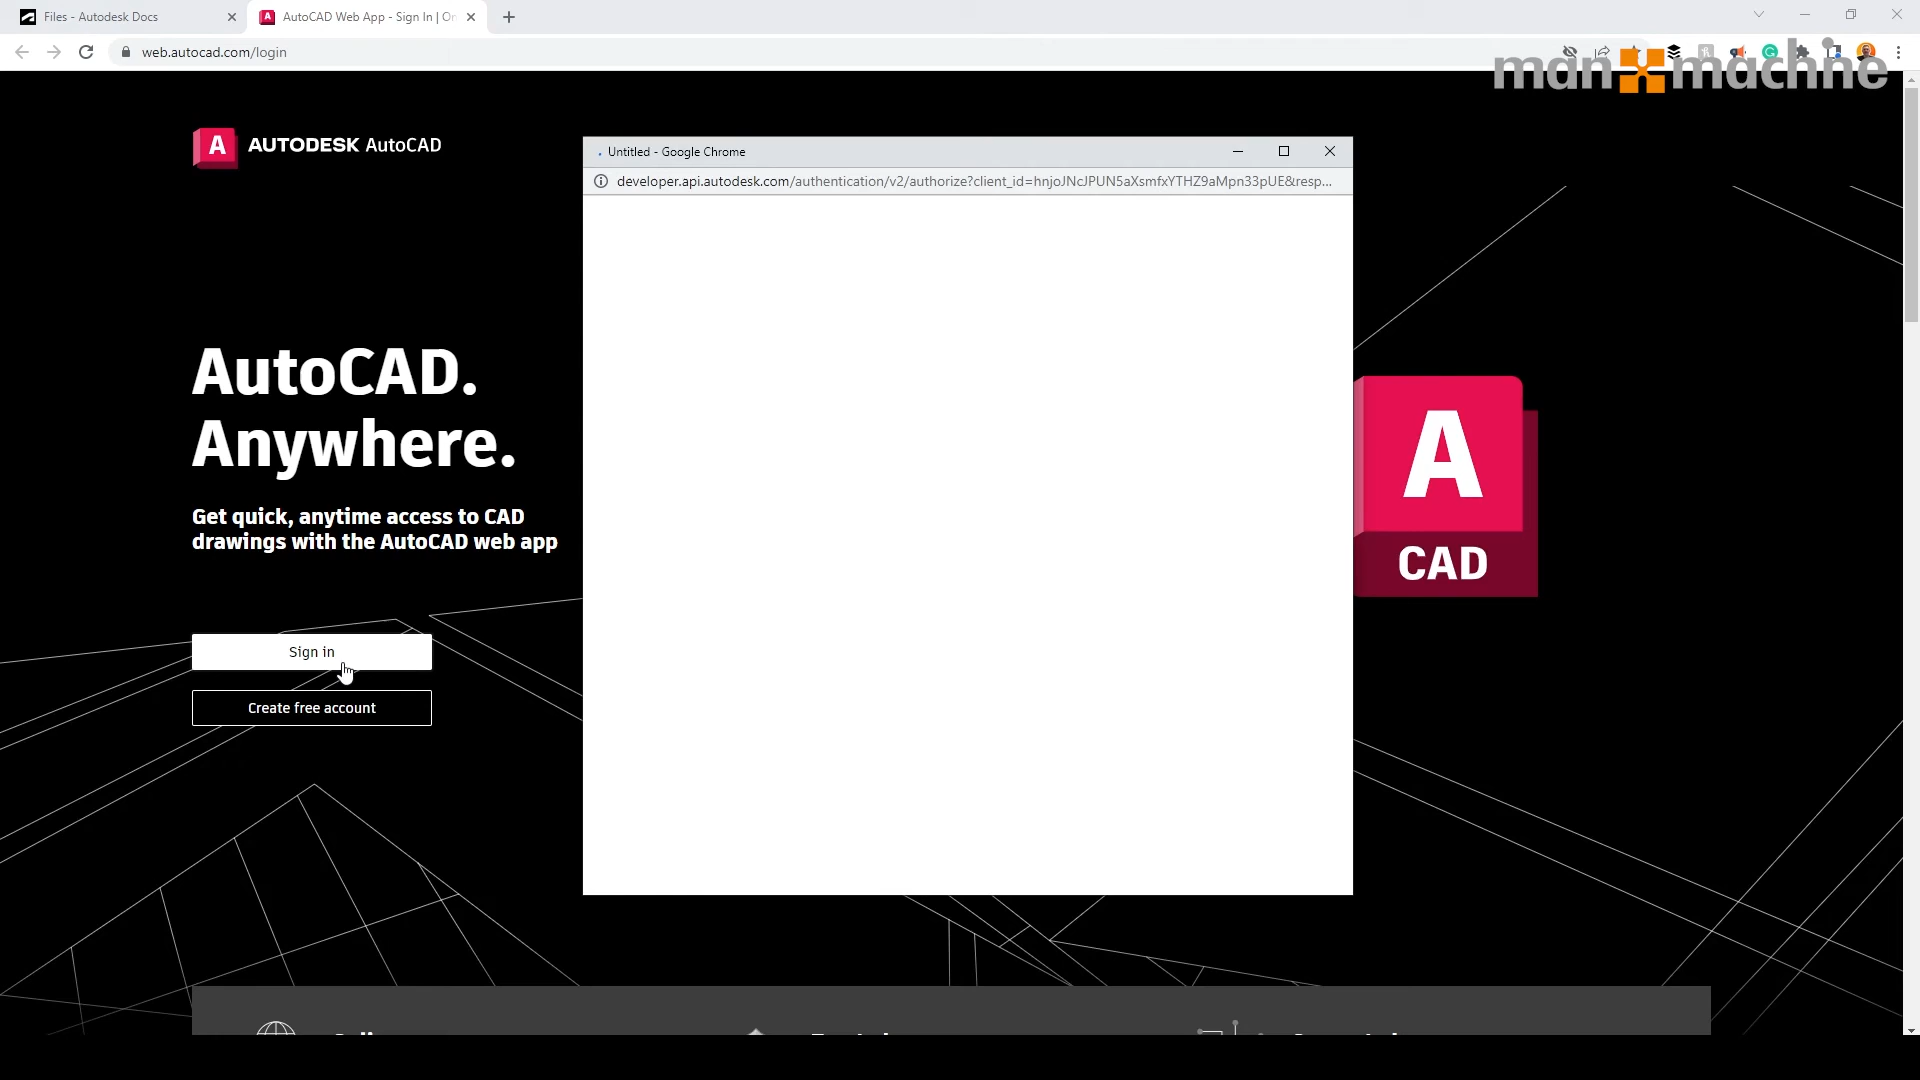 Files - Autodesk Docs
AutoCAD Web App - Sign In | On
web.autocad.com/login
man machine
A AUTODESK AutoCAD
Untitled - Google Chrome
developer.api.autodesk.com/authentication/v2/authorize?client_id=hnjoJNcJPUN5aXsmfxYTHZ9aMpn33pUE&resp...
AutoCAD.
Anywhere.
Get quick, anytime access to CAD
drawings with the AutoCAD web app
A
CAD
Sign in
Create free account